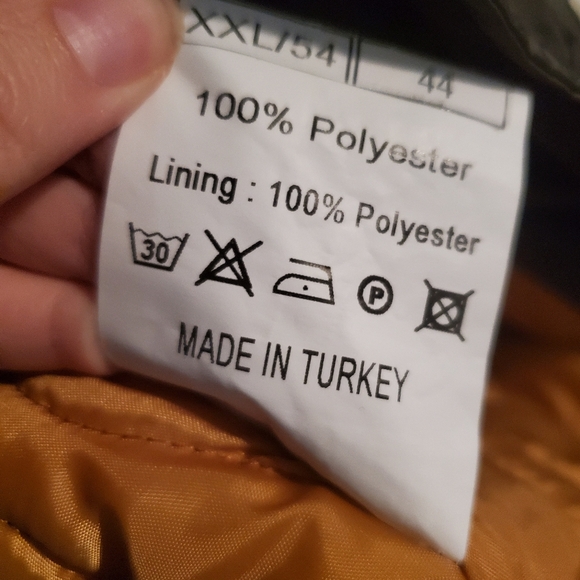 XXL/54 44
100% Polyester
Lining : 100% Polyester
30 P
MADE IN TURKEY